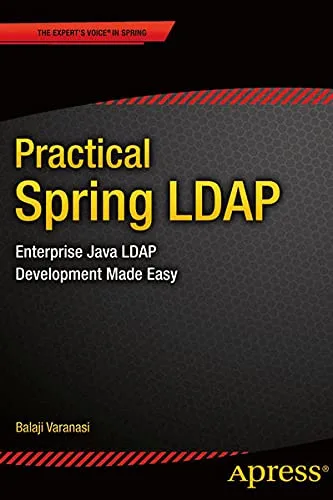 THE EXPERT'S VOICE® IN SPRING
Practical
Spring LDAP
Enterprise Java LDAP
Development Made Easy
Balaji Varanasi
Apress®